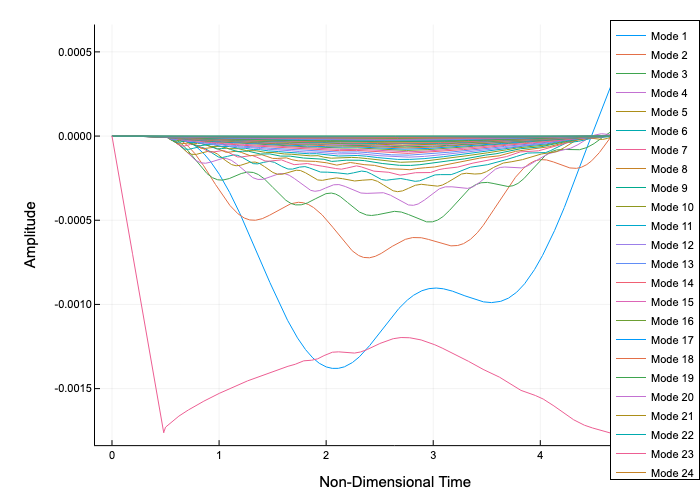 0.0005
0.0000
-0.0005
-0.0010
-0.0015
Amplitude
0
1
2
3
4
Non-Dimensional Time
Mode 1
Mode 2
Mode 3
Mode 4
Mode 5
Mode 6
Mode 7
Mode 8
Mode 9
Mode 10
Mode 11
Mode 12
Mode 13
Mode 14
Mode 15
Mode 16
Mode 17
Mode 18
Mode 19
Mode 20
Mode 21
Mode 22
Mode 23
Mode 24